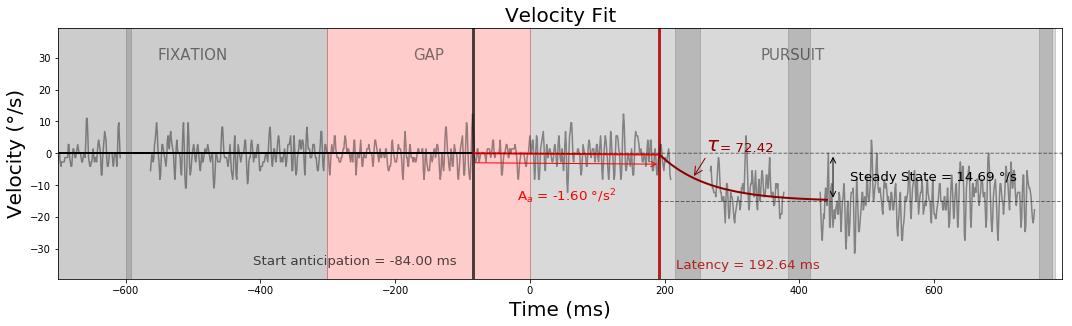 Velocity Fit
FIXATION
GAP
PURSUIT
Velocity (°/s)
30
20
10
0
−10
−20
−30
τ = 72.42
Steady State = 14.69 °/s
Aₐ = -1.60 °/s²
Start anticipation = -84.00 ms
Latency = 192.64 ms
−600 −400 −200 0 200 400 600
Time (ms)